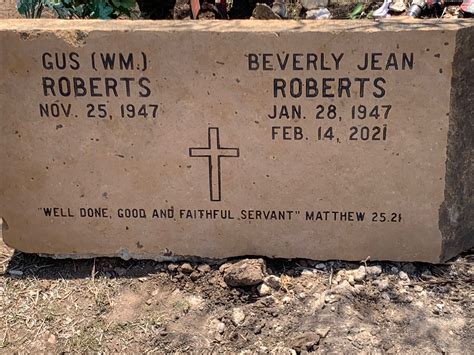 GUS (WM.)
ROBERTS
NOV. 25, 1947
BEVERLY JEAN
ROBERTS
JAN. 28, 1947
FEB. 14, 2021
"WELL DONE, GOOD AND FAITHFUL SERVANT" MATTHEW 25.21